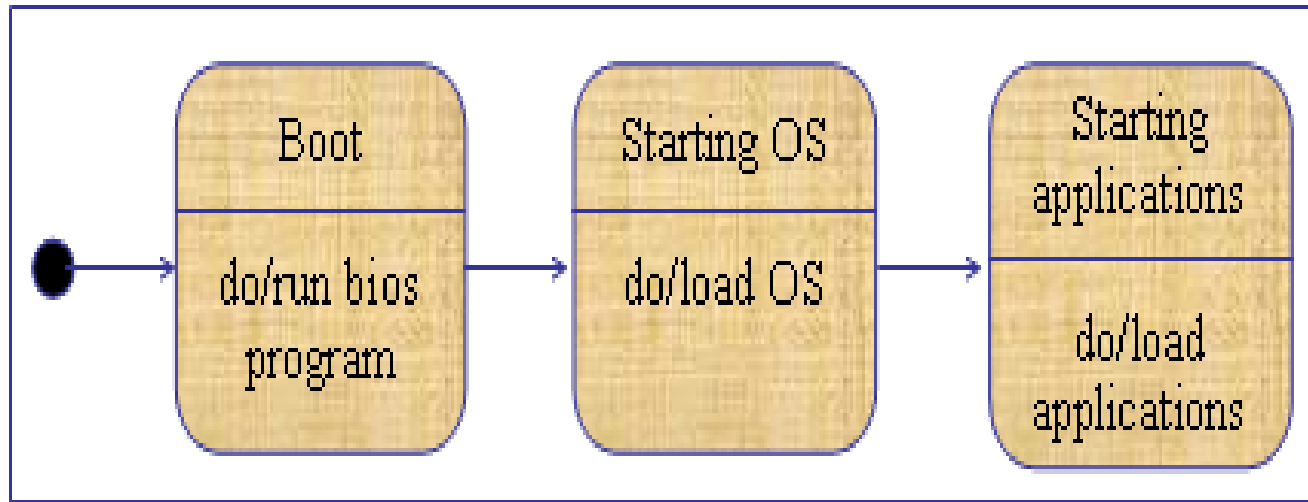 Boot
do/run bios
program
Starting OS
do/load OS
Starting
applications
do/load
applications